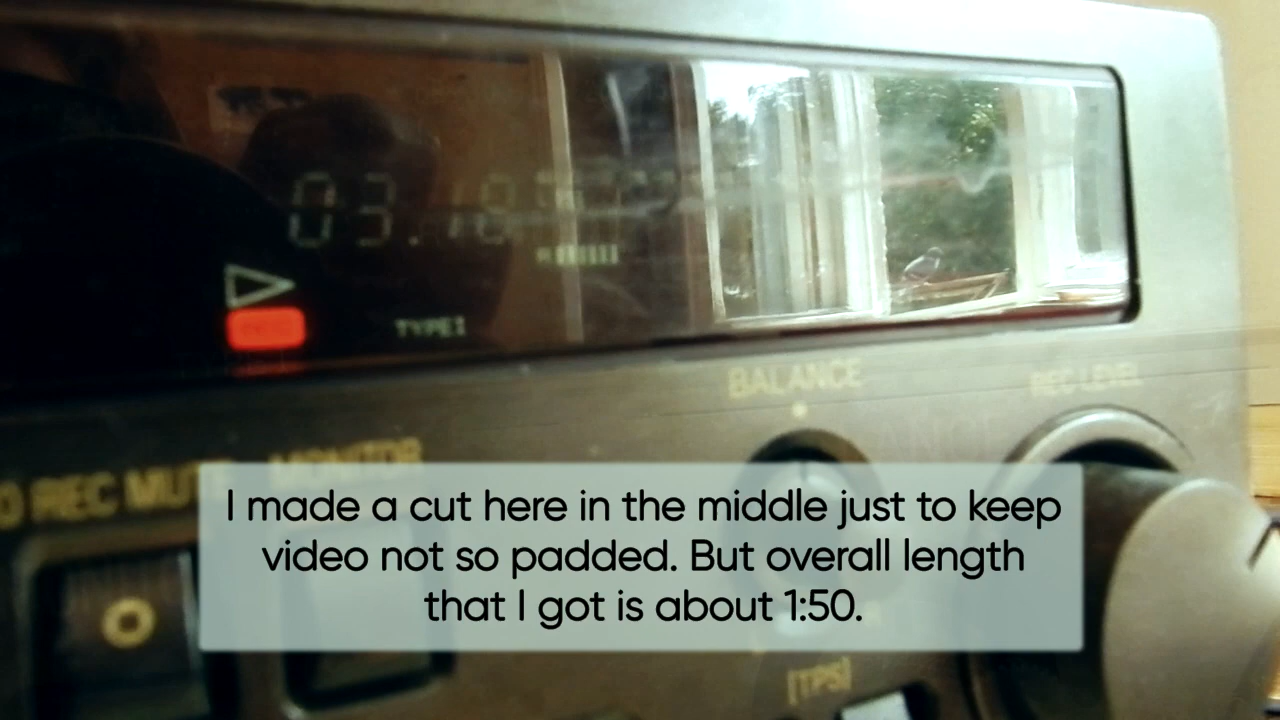 TYPE I
BALANCE
REC LEVEL
O REC MUTE MONITOR
I made a cut here in the middle just to keep
video not so padded. But overall length
that I got is about 1:50.
[TPS]